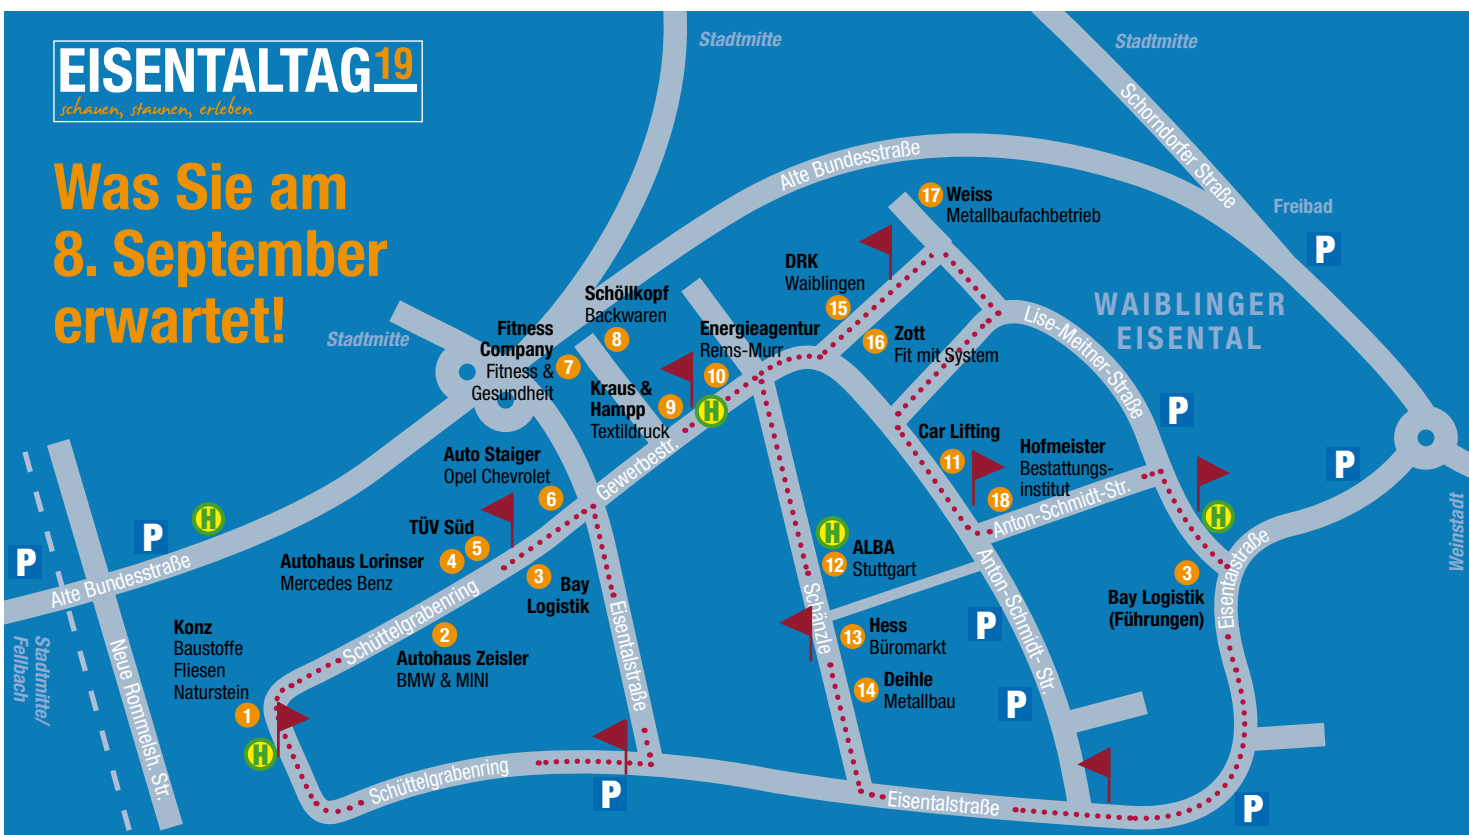 EISENTALTAG19
schauen, staunen, erleben
Was Sie am
8. September
erwartet!
Stadtmitte
Stadtmitte
Schorndorfer Straße
Alte Bundesstraße
Freibad
P
17 Weiss
Metallbaufachbetrieb
DRK
Waiblingen
15
WAIBLINGER
EISENTAL
Stadtmitte
Schöllkopf
Backwaren
8
Fitness
Company
Fitness &
Gesundheit
7
Energieagentur
Rems-Murr
10
16 Zott
Fit mit System
Lise-Meitner-Straße
Kraus &
Hampp
Textildruck
9
H
Gewerbestr.
P
Car Lifting
11
Hofmeister
Bestattungs-
institut
18
Anton-Schmidt-Str.
P
H
Weinstadt
Auto Staiger
Opel Chevrolet
6
TÜV Süd
5
Autohaus Lorinser
Mercedes Benz
4
H
P
P
Alte Bundesstraße
3 Bay
Logistik
H
ALBA
Stuttgart
12
3
Bay Logistik
(Führungen)
Eisentalstraße
Schüttelgrabenring
Eisentalstraße
Schänzle
Anton-Schmidt-Str.
P
Konz
Baustoffe
Fliesen
Naturstein
1
H
2
Autohaus Zeisler
BMW & MINI
13 Hess
Büromarkt
14 Deihle
Metallbau
P
Stadtmitte/
Fellbach
Neue Rommelsh. Str.
Schüttelgrabenring
P
Eisentalstraße
P